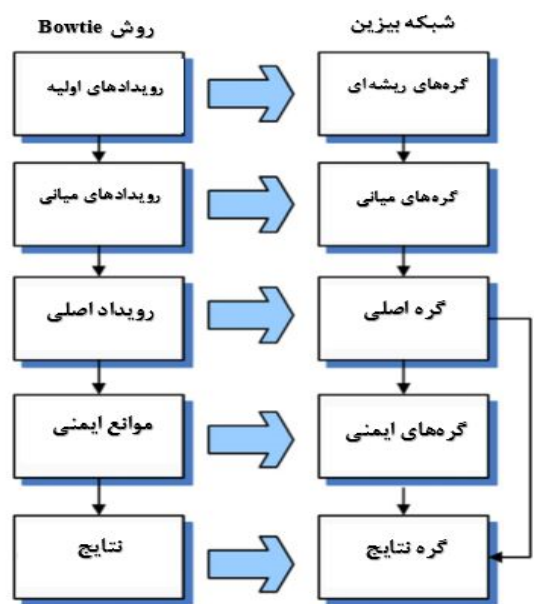 روش Bowtie
شبکه بیزین
رویدادهای اولیه
گره‌های ریشه‌ای
رویدادهای میانی
گره‌های میانی
رویداد اصلی
گره اصلی
موانع ایمنی
گره‌های ایمنی
نتایج
گره نتایج